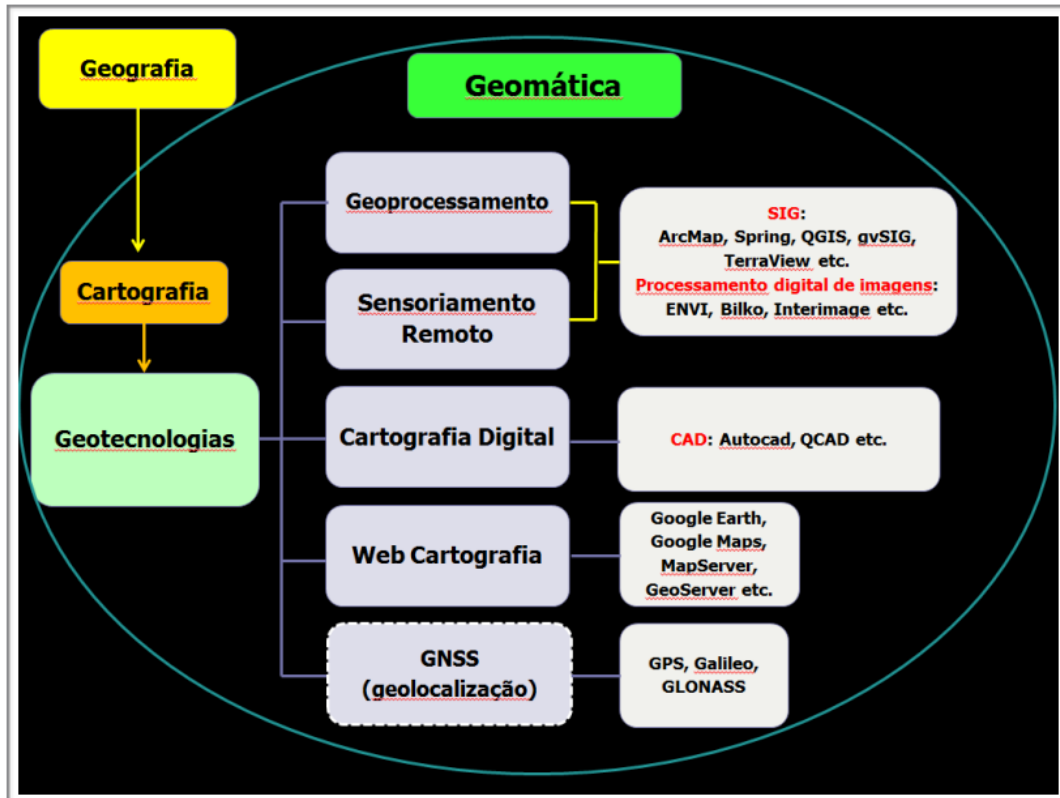 Geografia
Geomática
Geoprocessamento
SIG:
ArcMap, Spring, QGIS, gvSIG,
TerraView etc.
Processamento digital de imagens:
ENVI, Bilko, Interimage etc.
Cartografia
Sensoriamento
Remoto
Geotecnologias
Cartografia Digital
CAD: Autocad, QCAD etc.
Web Cartografia
Google Earth,
Google Maps,
MapServer,
GeoServer etc.
GNSS
(geolocalização)
GPS, Galileo,
GLONASS